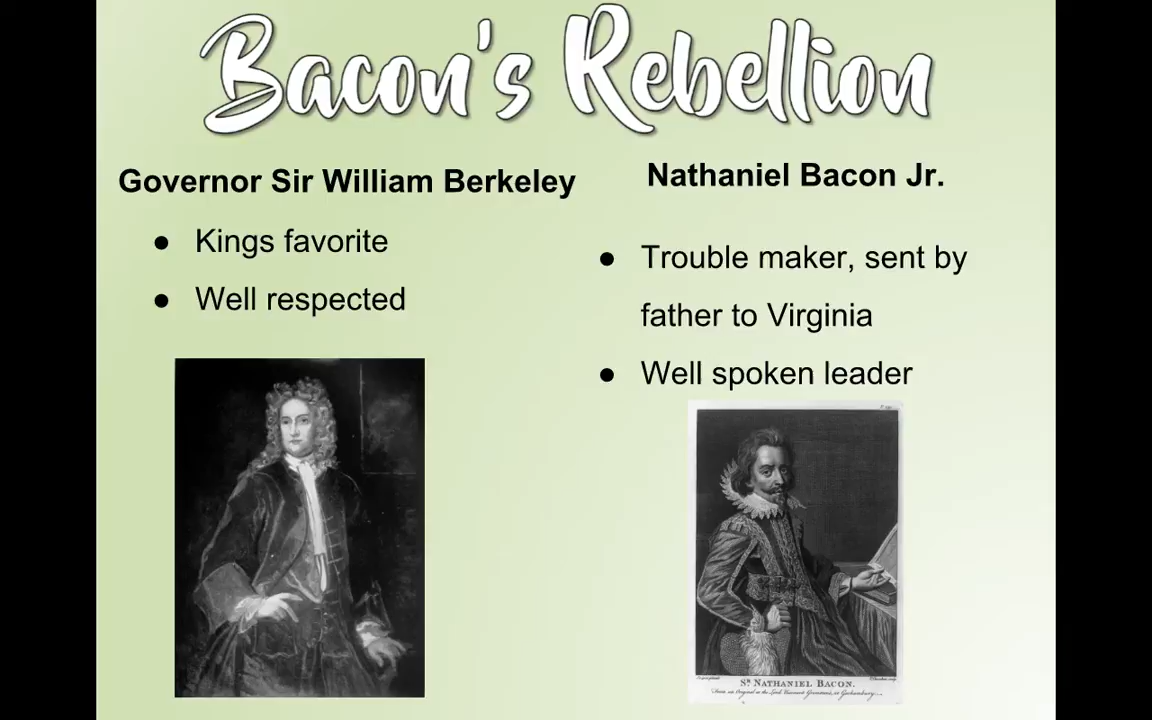 Bacon's Rebellion
Governor Sir William Berkeley
● Kings favorite
● Well respected
Nathaniel Bacon Jr.
● Trouble maker, sent by
father to Virginia
● Well spoken leader
Sr. NATHANIEL BACON.